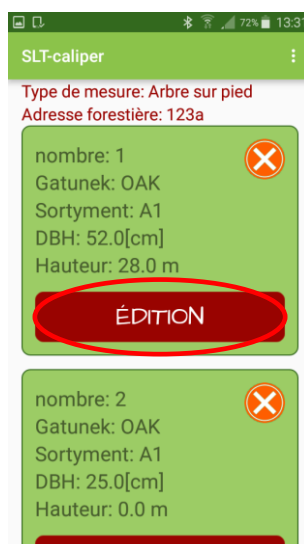 72% 13:37
SLT-caliper
Type de mesure: Arbre sur pied
Adresse forestière: 123a
nombre: 1
Gatunek: OAK
Sortyment: A1
DBH: 52.0[cm]
Hauteur: 28.0 m
ÉDITION
nombre: 2
Gatunek: OAK
Sortyment: A1
DBH: 25.0[cm]
Hauteur: 0.0 m